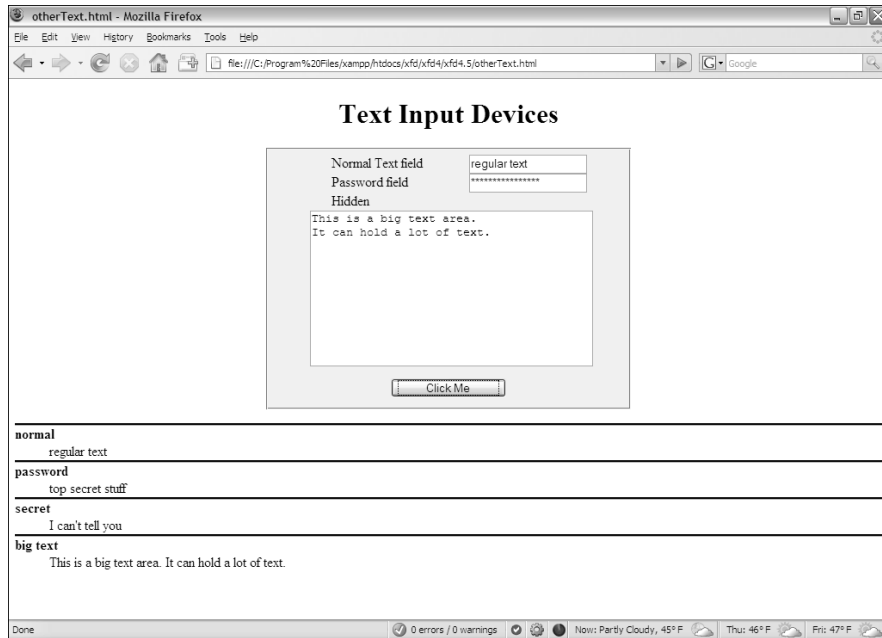 otherText.html - Mozilla Firefox
File Edit View History Bookmarks Tools Help
file:///C:/Program%20Files/xampp/htdocs/xfd/xfd4/xfd4.5/otherText.html G Google
Text Input Devices
Normal Text field regular text
Password field ****************
Hidden
This is a big text area.
It can hold a lot of text.
Click Me
normal
regular text
password
top secret stuff
secret
I can't tell you
big text
This is a big text area. It can hold a lot of text.
Done 0 errors / 0 warnings Now: Partly Cloudy, 45° F Thu: 46° F Fri: 47° F